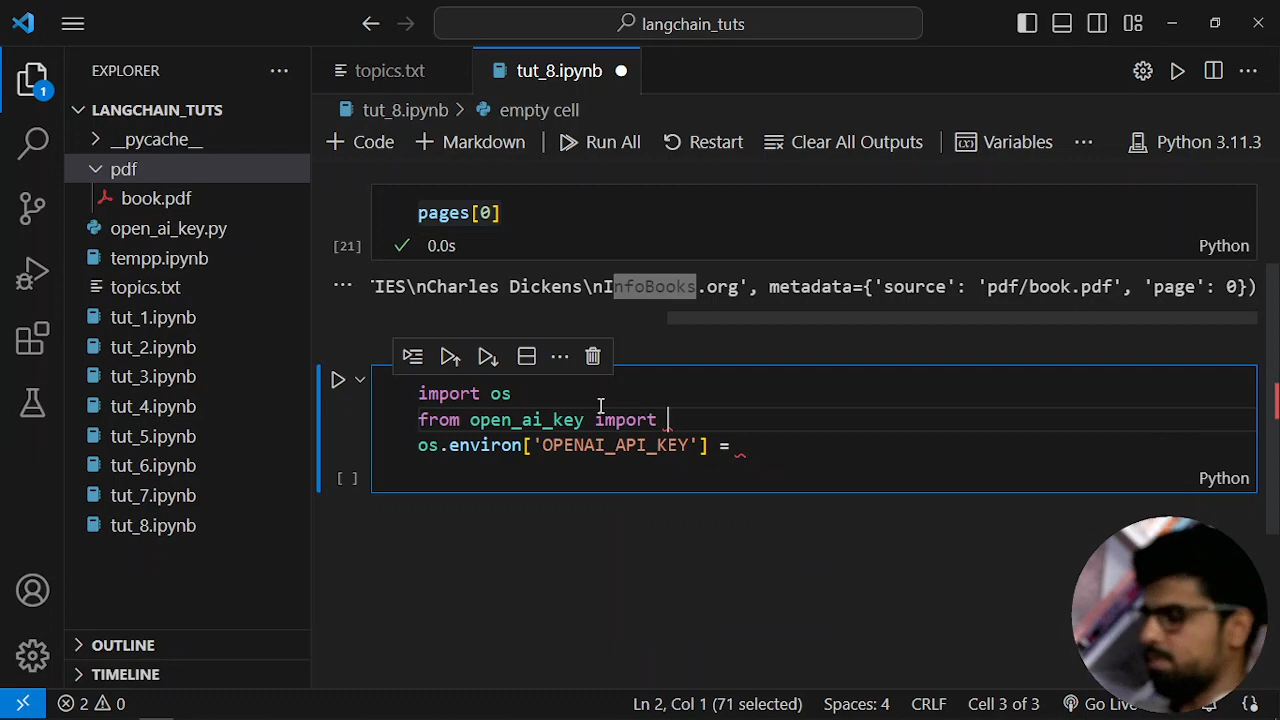 langchain_tuts
EXPLORER
topics.txt
tut_8.ipynb
1
LANGCHAIN_TUTS
tut_8.ipynb > empty cell
__pycache__
Code
Markdown
Run All
Restart
Clear All Outputs
Variables
Python 3.11.3
pdf
book.pdf
open_ai_key.py
tempp.ipynb
topics.txt
tut_1.ipynb
tut_2.ipynb
tut_3.ipynb
tut_4.ipynb
tut_5.ipynb
tut_6.ipynb
tut_7.ipynb
tut_8.ipynb
pages[0]
[21]
0.0s
Python
IES\nCharles Dickens\nInfoBooks.org', metadata={'source': 'pdf/book.pdf', 'page': 0})
import os
from open_ai_key import
os.environ['OPENAI_API_KEY'] =
[ ]
Python
OUTLINE
TIMELINE
2
0
Ln 2, Col 1 (71 selected)
Spaces: 4
CRLF
Cell 3 of 3
Go Liv